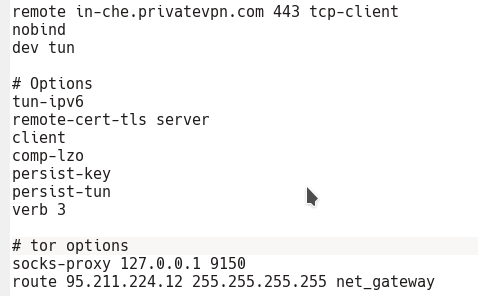 remote in-che.privatevpn.com 443 tcp-client
nobind
dev tun

# Options
tun-ipv6
remote-cert-tls server
client
comp-lzo
persist-key
persist-tun
verb 3

# tor options
socks-proxy 127.0.0.1 9150
route 95.211.224.12 255.255.255.255 net_gateway